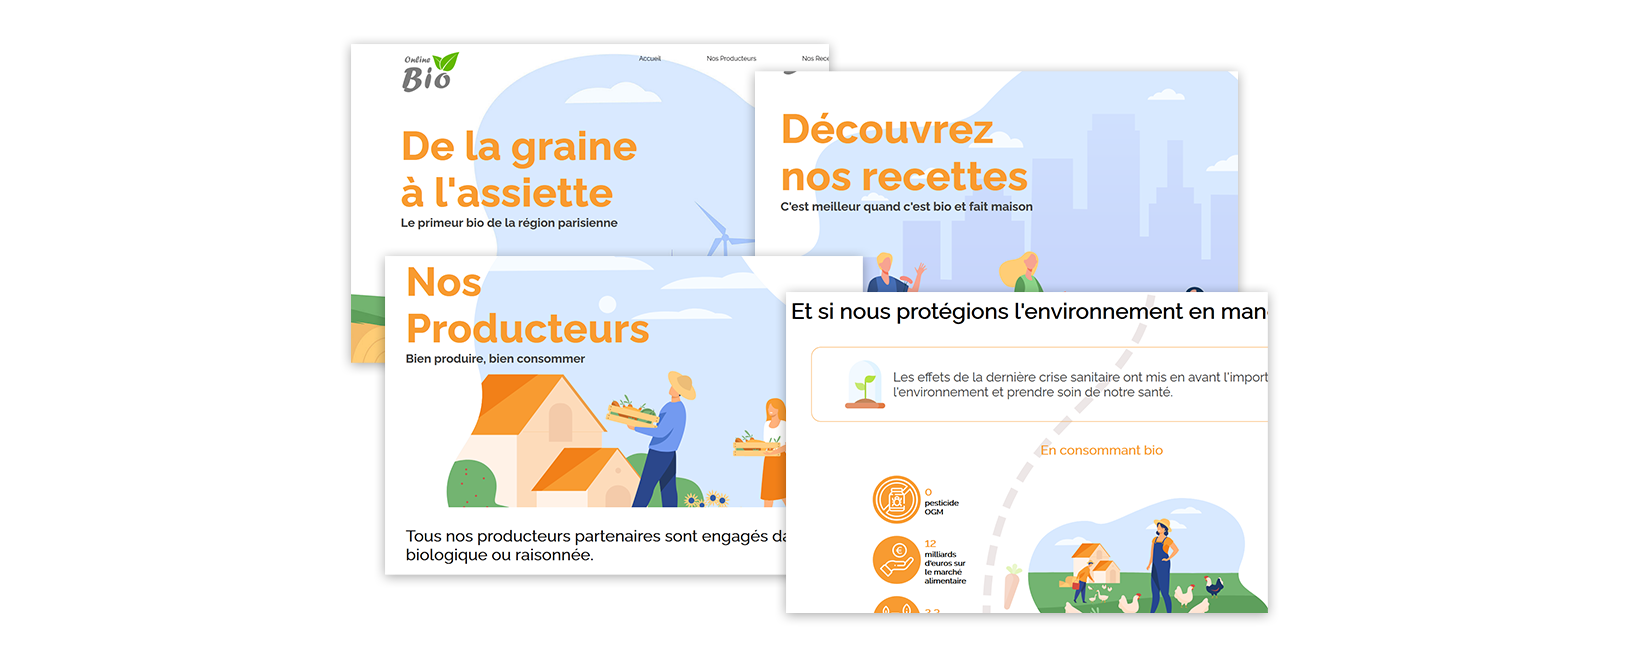 Online
Bio
Accueil
Nos Producteurs
Nos Rece
De la graine
à l'assiette
Le primeur bio de la région parisienne
Découvrez
nos recettes
C'est meilleur quand c'est bio et fait maison
Nos
Producteurs
Bien produire, bien consommer
Tous nos producteurs partenaires sont engagés da
biologique ou raisonnée.
Et si nous protégions l'environnement en man
Les effets de la dernière crise sanitaire ont mis en avant l'import
l'environnement et prendre soin de notre santé.
En consommant bio
0
pesticide
OGM
12
milliards
d'euros sur
le marché
alimentaire